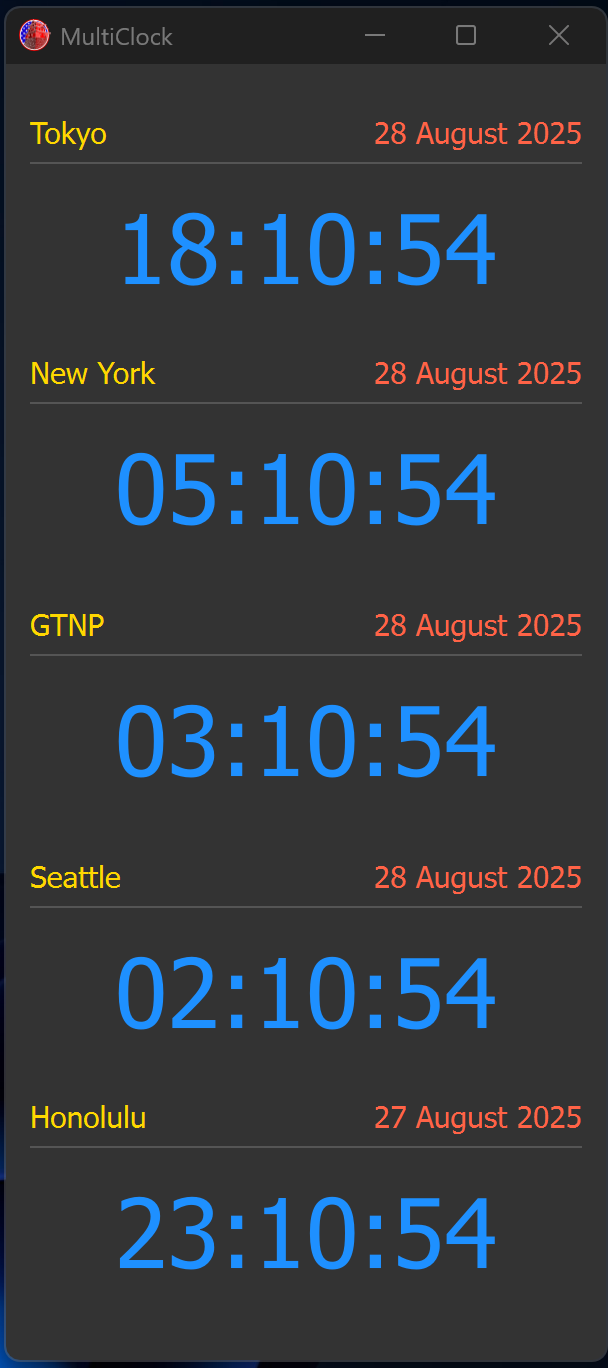 MultiClock
Tokyo 28 August 2025
18:10:54
New York 28 August 2025
05:10:54
GTNP 28 August 2025
03:10:54
Seattle 28 August 2025
02:10:54
Honolulu 27 August 2025
23:10:54